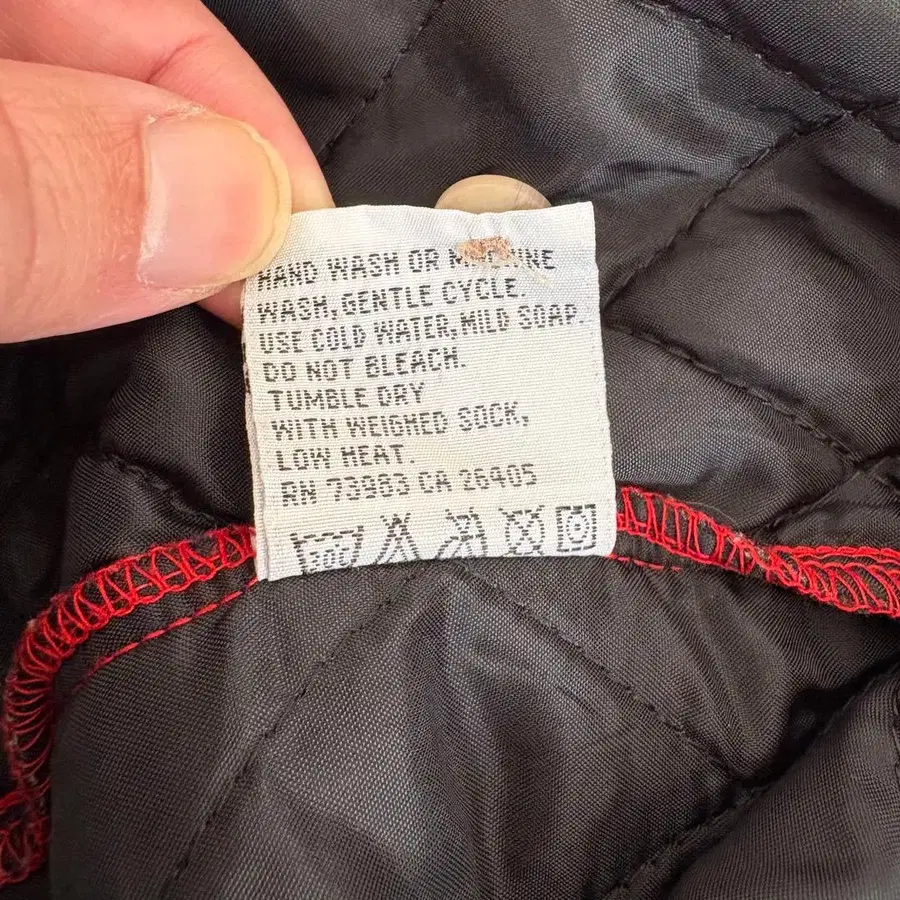 HAND WASH OR MACHINE
WASH, GENTLE CYCLE.
USE COLD WATER, MILD SOAP.
DO NOT BLEACH.
TUMBLE DRY
WITH WEIGHED SOCK,
LOW HEAT.
RN 73983 CA 26405